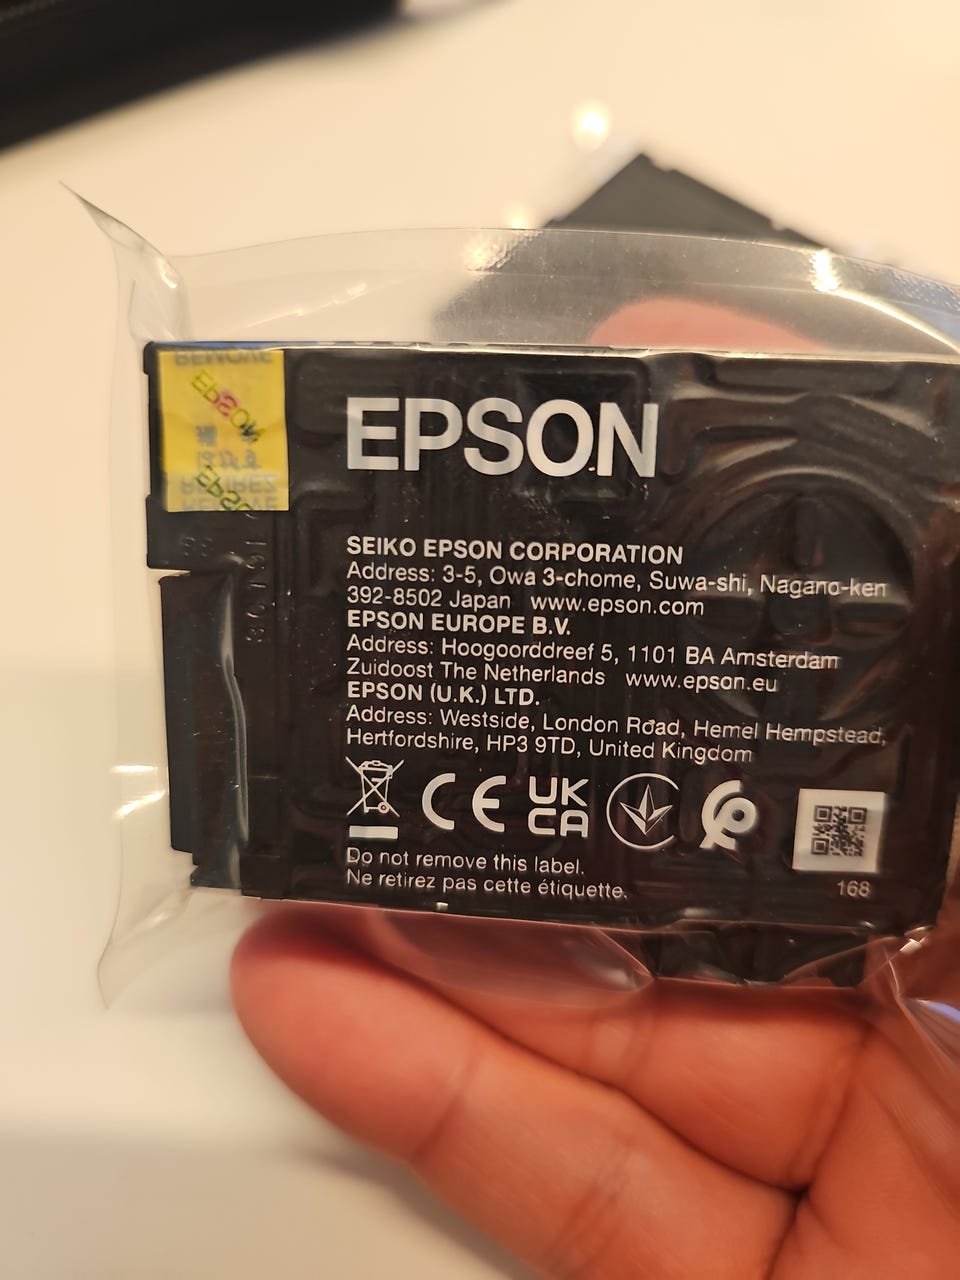 EPSON
EPSON
EPSON
SEIKO EPSON CORPORATION
Address: 3-5, Owa 3-chome, Suwa-shi, Nagano-ken
392-8502 Japan www.epson.com
EPSON EUROPE B.V.
Address: Hoogoorddreef 5, 1101 BA Amsterdam
Zuidoost The Netherlands www.epson.eu
EPSON (U.K.) LTD.
Address: Westside, London Road, Hemel Hempstead,
Hertfordshire, HP3 9TD, United Kingdom
CE UK
CA
Do not remove this label.
Ne retirez pas cette étiquette.
168